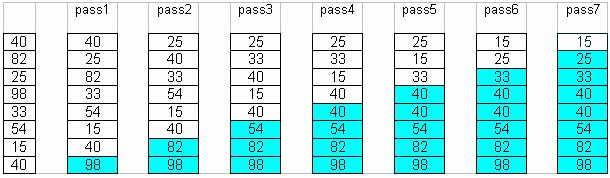 pass1 pass2 pass3 pass4 pass5 pass6 pass7
40 40 25 25 25 25 15 15
82 25 40 33 33 15 25 25
25 82 33 40 15 33 33 33
98 33 54 15 40 40 40 40
33 54 15 40 40 40 40 40
54 15 40 54 54 54 54 54
15 40 82 82 82 82 82 82
40 98 98 98 98 98 98 98